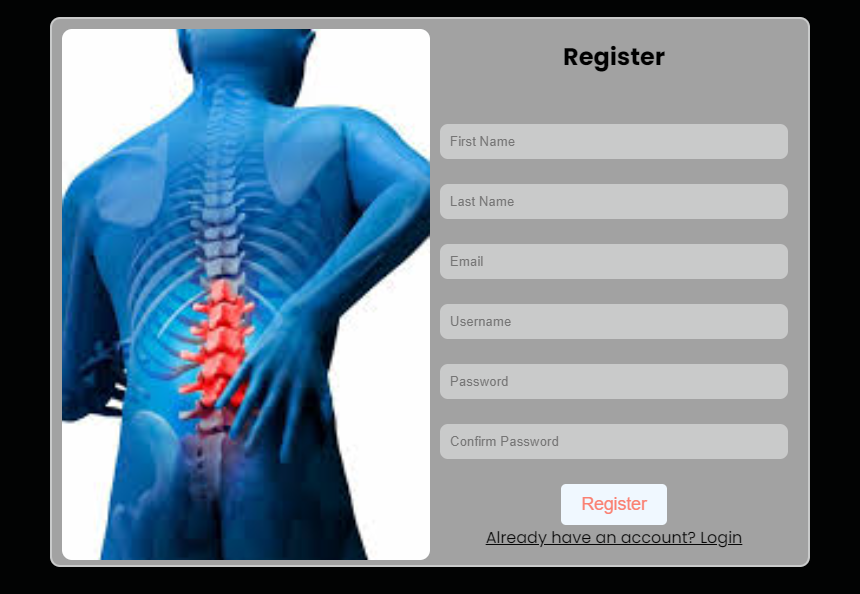 Register
First Name
Last Name
Email
Username
Password
Confirm Password
Register
Already have an account? Login